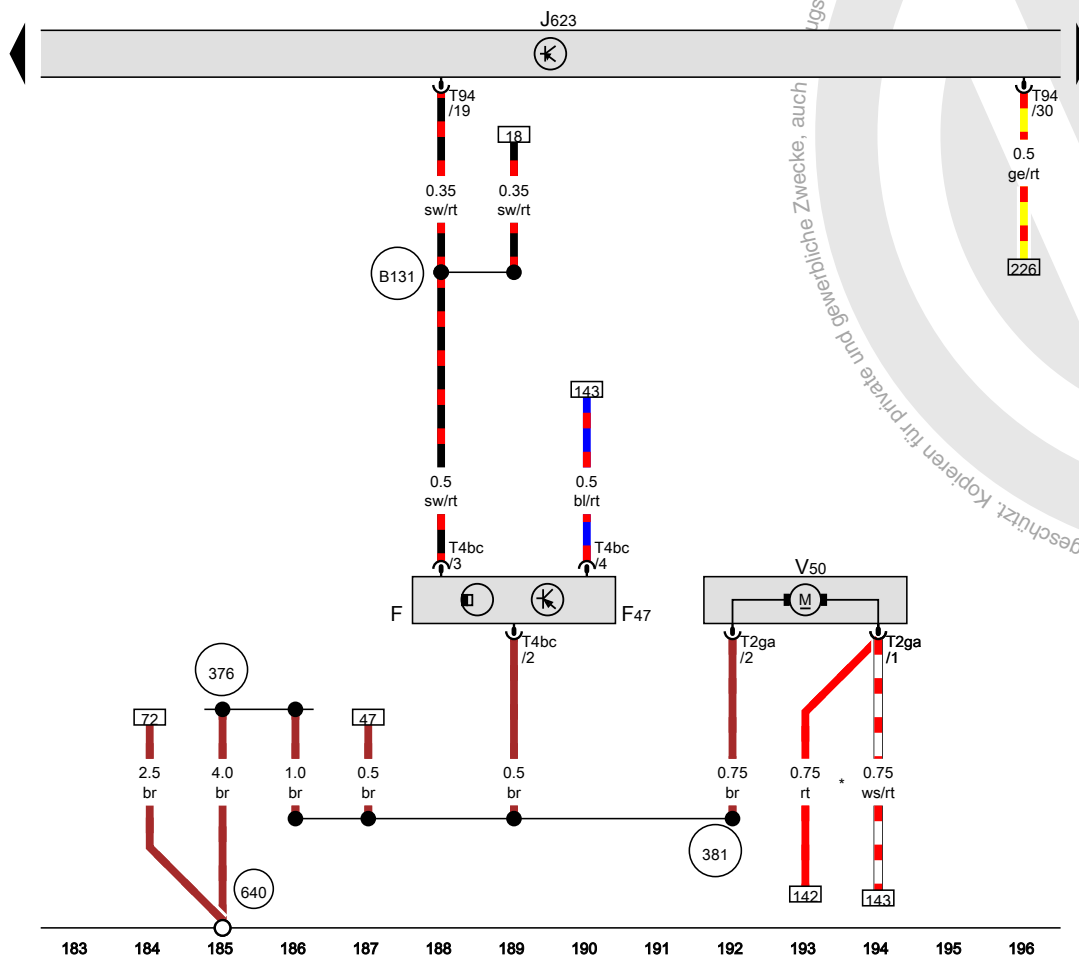 J623
T94
/19
T94
/30
18
0.5
ge/rt
0.35
sw/rt
0.35
sw/rt
B131
226
143
0.5
sw/rt
0.5
bl/rt
T4bc
/3
T4bc
/4
V50
M
F
F47
T4bc
/2
T2ga
/2
T2ga
/1
376
72
47
2.5
br
4.0
br
1.0
br
0.5
br
0.5
br
0.75
br
0.75
rt
*
0.75
ws/rt
381
640
142
143
183 184 185 186 187 188 189 190 191 192 193 194 195 196
geschützt. Kopieren für private und gewerbliche Zwecke, auch